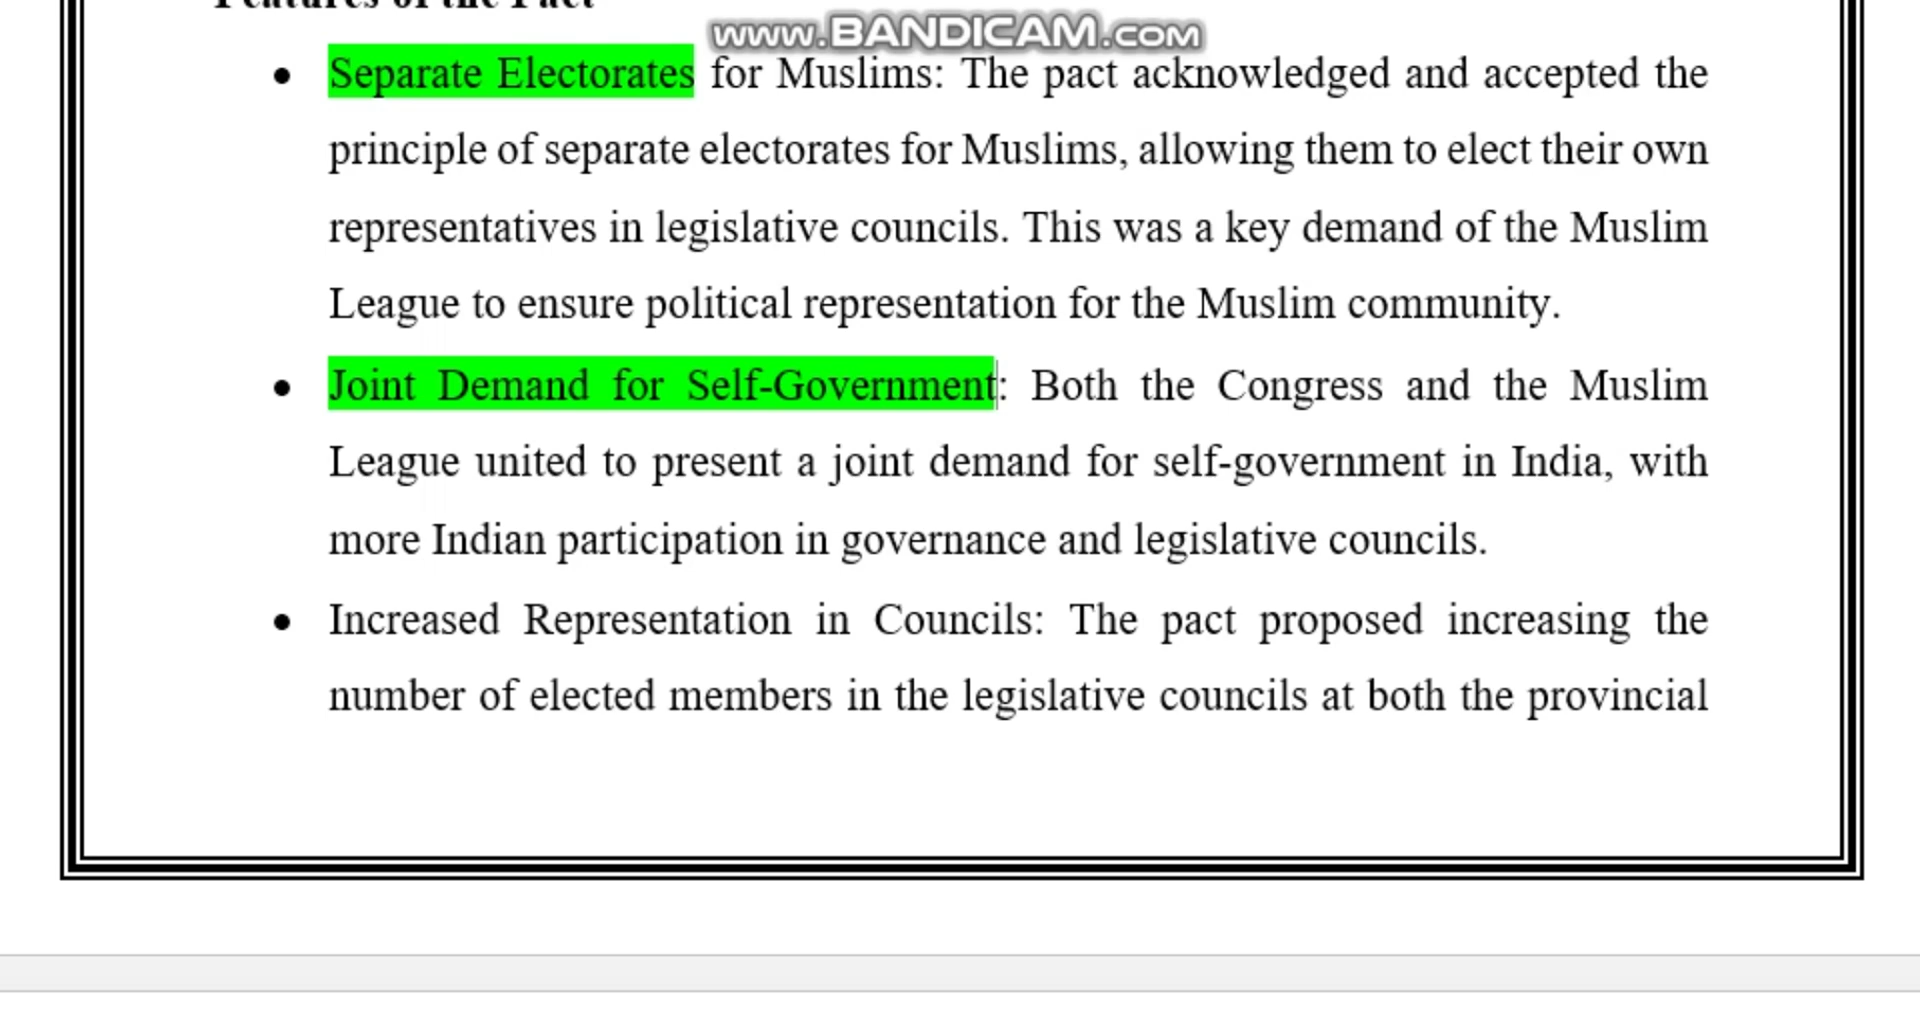 Features of the Pact
www.BANDICAM.com
• Separate Electorates for Muslims: The pact acknowledged and accepted the
principle of separate electorates for Muslims, allowing them to elect their own
representatives in legislative councils. This was a key demand of the Muslim
League to ensure political representation for the Muslim community.
• Joint Demand for Self-Government: Both the Congress and the Muslim
League united to present a joint demand for self-government in India, with
more Indian participation in governance and legislative councils.
• Increased Representation in Councils: The pact proposed increasing the
number of elected members in the legislative councils at both the provincial